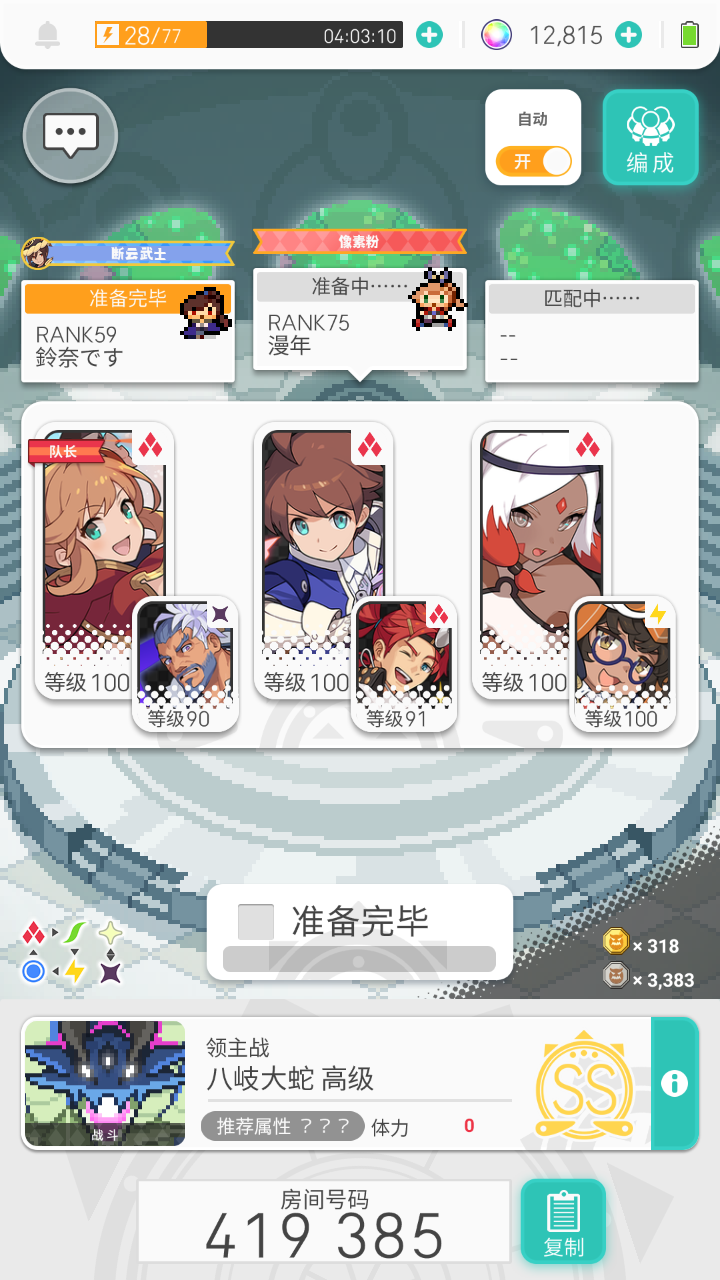 28/77
04:03:10
12,815
自动
开
编成
断云武士
像素粉
准备完毕
准备中……
匹配中……
RANK59
鈴奈です
RANK75
漫年
--
--
队长
等级100
等级90
等级100
等级91
等级100
等级100
准备完毕
× 318
× 3,383
领主战
八岐大蛇 高级
推荐属性 ？？？
体力
0
战斗
SS
房间号码
419 385
复制